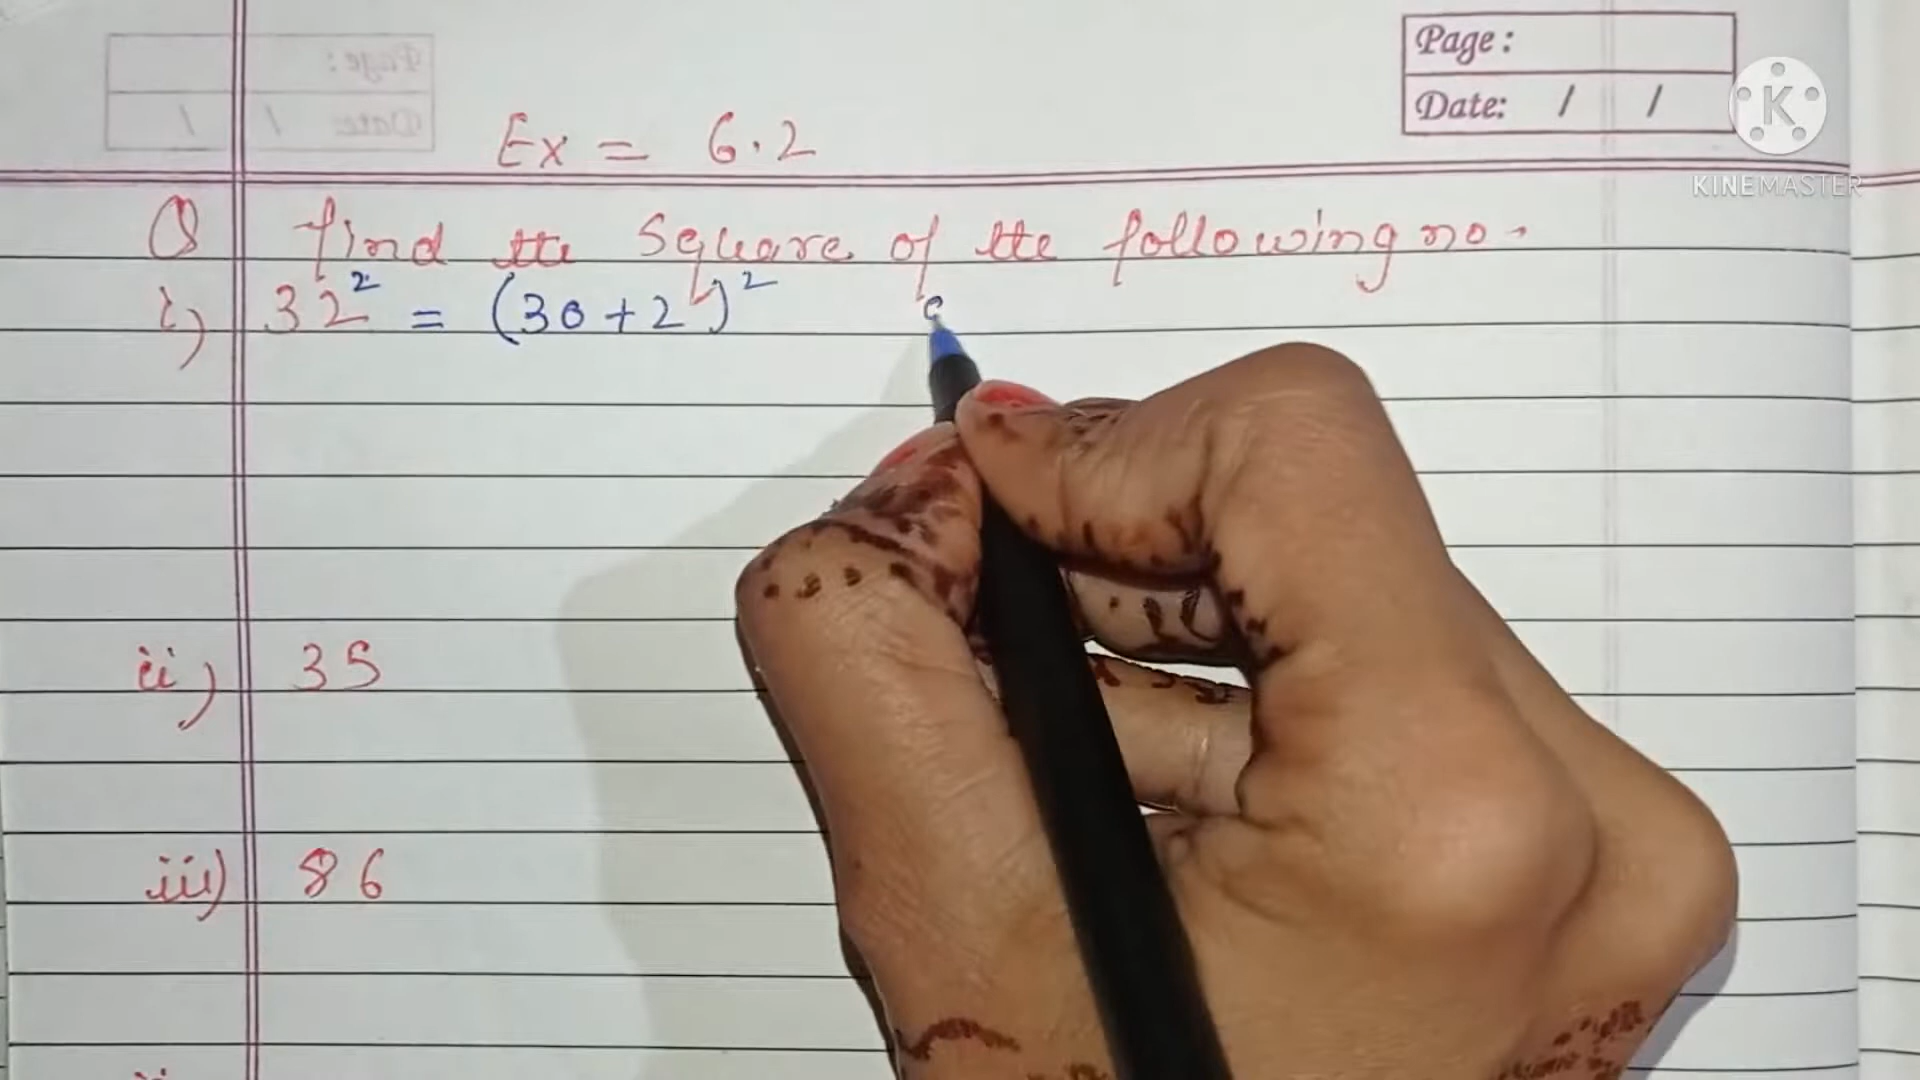 Page:
Date: / /
KINEMASTER
Ex = 6.2
Q find the Square of the following no.
i) 32² = (30+2)²
ii) 35
iii) 86